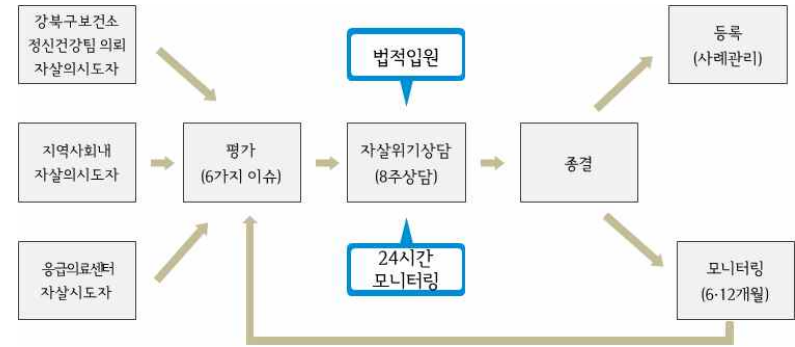 강북구보건소
정신건강팀 의뢰
자살의시도자
지역사회내
자살의시도자
응급의료센터
자살시도자
평가
(6가지 이슈)
법적입원
자살위기상담
(8주상담)
24시간
모니터링
종결
등록
(사례관리)
모니터링
(6·12개월)